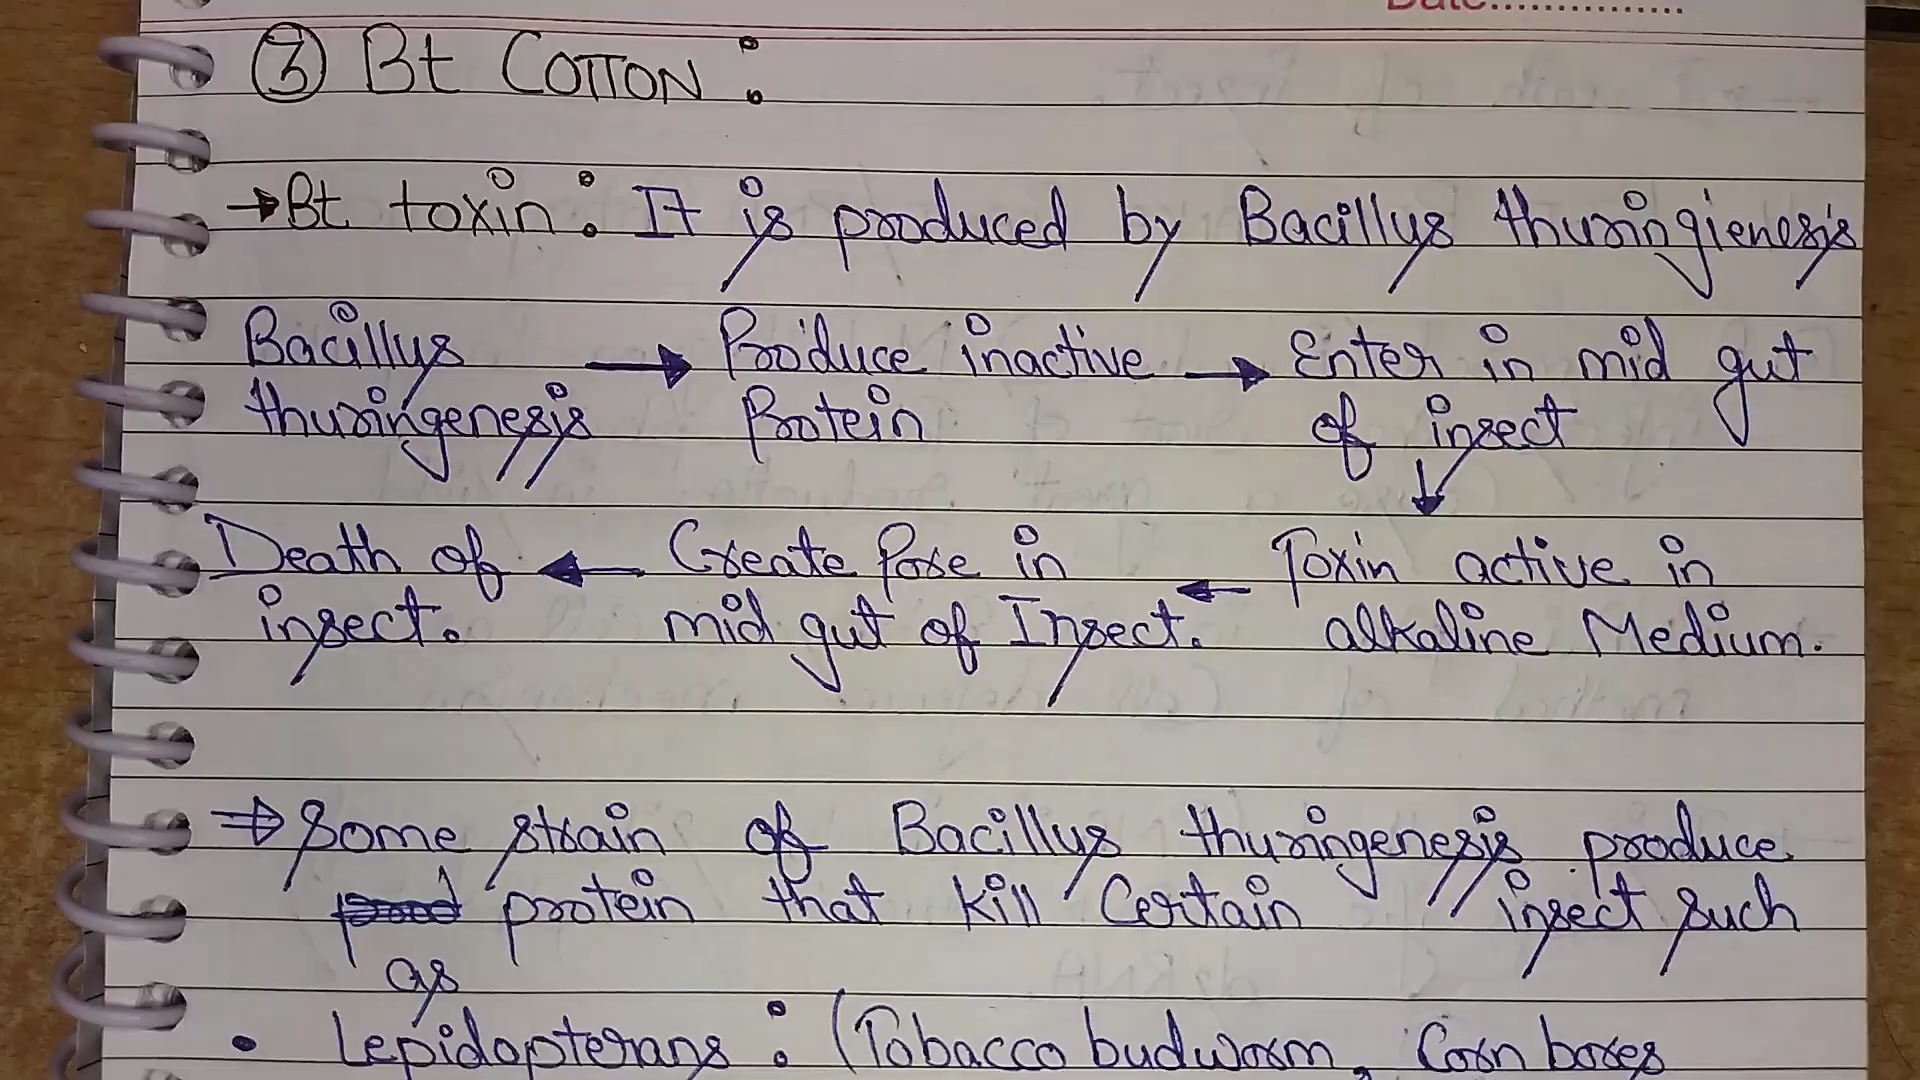 Date...............
③ Bt COTTON :
→ Bt toxin : It is produced by Bacillus thuringienesis
Bacillus → Produce inactive → Enter in mid gut
thuringenesis Protein of insect
↓
Death of ← Create Pore in ← Toxin active in
insect. mid gut of Insect. alkaline Medium.
⇒ Some strain of Bacillus thuringenesis produce
protein that kill Certain insect such
as
• Lepidopterans : (Tobacco budworm, Corn borer